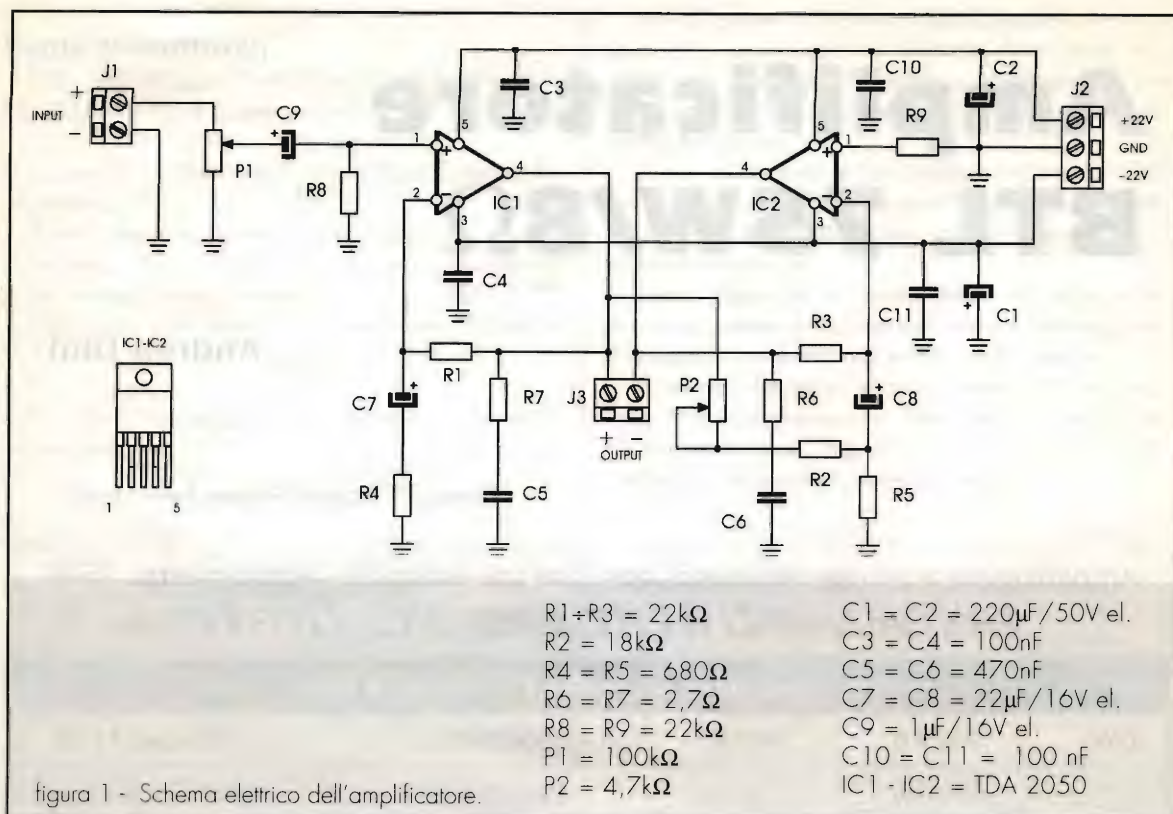 J1
+
INPUT
−
P1
C9
+
R8
1
2
+
−
5
4
3
IC1
C3
C4
C10
C2
+
R9
J2
+22V
GND
−22V
5
4
1
2
+
−
3
IC2
C11
C1
+
IC1-IC2
1 5
C7
+
R1
R4
R7
C5
J3
+ −
OUTPUT
P2
R3
R6
C8
+
R2
R5
C6
R1÷R3 = 22kΩ
R2 = 18kΩ
R4 = R5 = 680Ω
R6 = R7 = 2,7Ω
R8 = R9 = 22kΩ
P1 = 100kΩ
P2 = 4,7kΩ
C1 = C2 = 220µF/50V el.
C3 = C4 = 100nF
C5 = C6 = 470nF
C7 = C8 = 22µF/16V el.
C9 = 1µF/16V el.
C10 = C11 = 100 nF
IC1 - IC2 = TDA 2050
figura 1 - Schema elettrico dell'amplificatore.